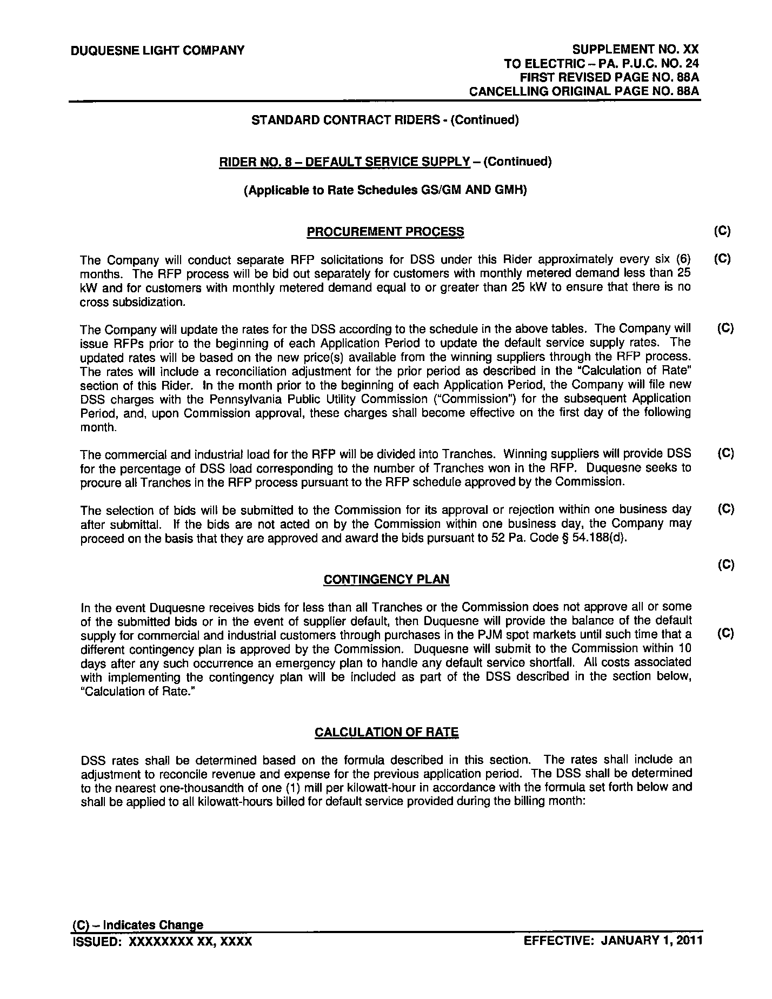 DUQUESNE LIGHT COMPANY
SUPPLEMENT NO. XX
TO ELECTRIC – PA. P.U.C. NO. 24
FIRST REVISED PAGE NO. 88A
CANCELLING ORIGINAL PAGE NO. 88A
STANDARD CONTRACT RIDERS - (Continued)
RIDER NO. 8 – DEFAULT SERVICE SUPPLY – (Continued)
(Applicable to Rate Schedules GS/GM AND GMH)
PROCUREMENT PROCESS (C)
The Company will conduct separate RFP solicitations for DSS under this Rider approximately every six (6) (C)
months. The RFP process will be bid out separately for customers with monthly metered demand less than 25
kW and for customers with monthly metered demand equal to or greater than 25 kW to ensure that there is no
cross subsidization.
The Company will update the rates for the DSS according to the schedule in the above tables. The Company will (C)
issue RFPs prior to the beginning of each Application Period to update the default service supply rates. The
updated rates will be based on the new price(s) available from the winning suppliers through the RFP process.
The rates will include a reconciliation adjustment for the prior period as described in the “Calculation of Rate”
section of this Rider. In the month prior to the beginning of each Application Period, the Company will file new
DSS charges with the Pennsylvania Public Utility Commission (“Commission”) for the subsequent Application
Period, and, upon Commission approval, these charges shall become effective on the first day of the following
month.
The commercial and industrial load for the RFP will be divided into Tranches. Winning suppliers will provide DSS (C)
for the percentage of DSS load corresponding to the number of Tranches won in the RFP. Duquesne seeks to
procure all Tranches in the RFP process pursuant to the RFP schedule approved by the Commission.
The selection of bids will be submitted to the Commission for its approval or rejection within one business day (C)
after submittal. If the bids are not acted on by the Commission within one business day, the Company may
proceed on the basis that they are approved and award the bids pursuant to 52 Pa. Code § 54.188(d).
(C)
CONTINGENCY PLAN
In the event Duquesne receives bids for less than all Tranches or the Commission does not approve all or some
of the submitted bids or in the event of supplier default, then Duquesne will provide the balance of the default
supply for commercial and industrial customers through purchases in the PJM spot markets until such time that a (C)
different contingency plan is approved by the Commission. Duquesne will submit to the Commission within 10
days after any such occurrence an emergency plan to handle any default service shortfall. All costs associated
with implementing the contingency plan will be included as part of the DSS described in the section below,
“Calculation of Rate.”
CALCULATION OF RATE
DSS rates shall be determined based on the formula described in this section. The rates shall include an
adjustment to reconcile revenue and expense for the previous application period. The DSS shall be determined
to the nearest one-thousandth of one (1) mill per kilowatt-hour in accordance with the formula set forth below and
shall be applied to all kilowatt-hours billed for default service provided during the billing month:
(C) – Indicates Change
ISSUED: XXXXXXXX XX, XXXX
EFFECTIVE: JANUARY 1, 2011